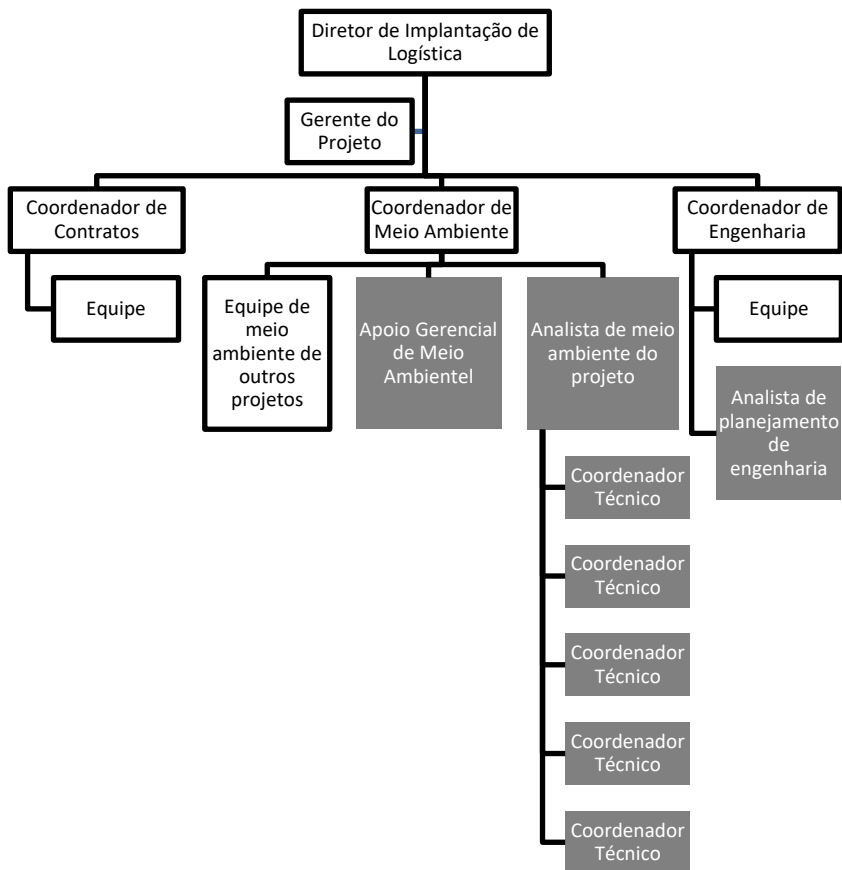 Diretor de Implantação de
Logística
Gerente do
Projeto
Coordenador de
Contratos
Coordenador de
Meio Ambiente
Coordenador de
Engenharia
Equipe
Equipe de
meio
ambiente de
outros
projetos
Apoio Gerencial
de Meio
Ambientel
Analista de meio
ambiente do
projeto
Equipe
Analista de
planejamento
de
engenharia
Coordenador
Técnico
Coordenador
Técnico
Coordenador
Técnico
Coordenador
Técnico
Coordenador
Técnico